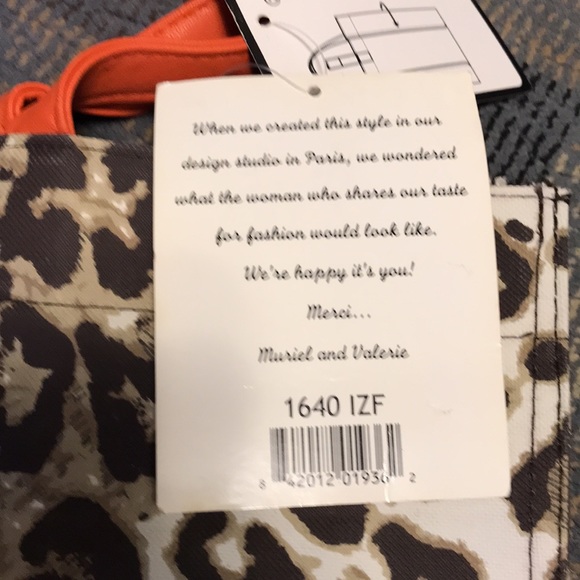 When we created this style in our
design studio in Paris, we wondered
what the woman who shares our taste
for fashion would look like.
We're happy it's you!
Merci...
Muriel and Valerie
1640 IZF
8 42012 01936 2